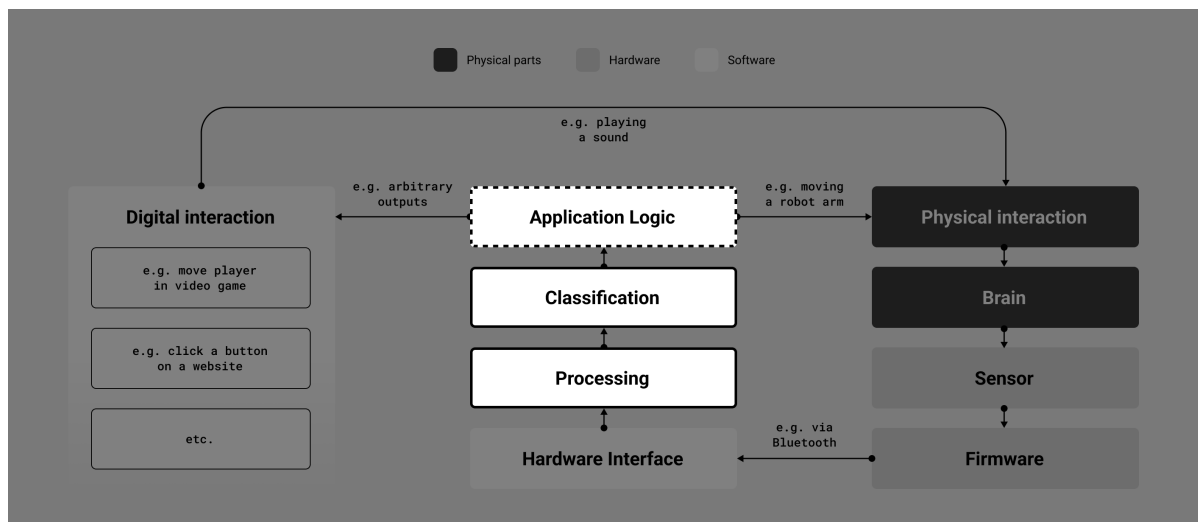 Physical parts
Hardware
Software
e.g. playing
a sound
e.g. arbitrary
outputs
e.g. moving
a robot arm
Digital interaction
Application Logic
Physical interaction
e.g. move player
in video game
Classification
Brain
e.g. click a button
on a website
Processing
Sensor
etc.
e.g. via
Bluetooth
Hardware Interface
Firmware